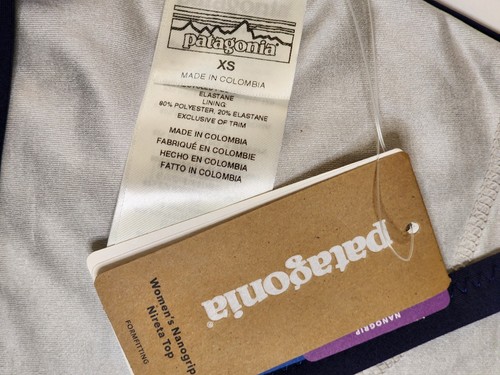 patagonia®
XS
MADE IN COLOMBIA
ELASTANE
LINING:
80% POLYESTER, 20% ELASTANE
EXCLUSIVE OF TRIM
MADE IN COLOMBIA
FABRIQUÉ EN COLOMBIE
HECHO EN COLOMBIA
FATTO IN COLOMBIA
patagonia®
Women's Nanogrip
Nireta Top
FORMFITTING
NANOGRIP